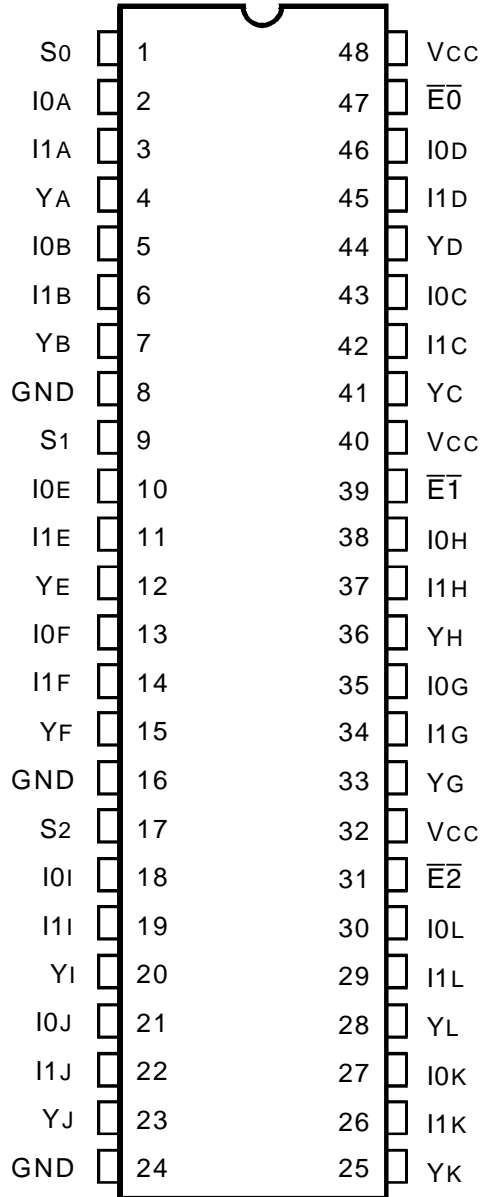 S0 1 48 VCC
I0A 2 47 E̅0̅
I1A 3 46 I0D
YA 4 45 I1D
I0B 5 44 YD
I1B 6 43 I0C
YB 7 42 I1C
GND 8 41 YC
S1 9 40 VCC
I0E 10 39 E̅1̅
I1E 11 38 I0H
YE 12 37 I1H
I0F 13 36 YH
I1F 14 35 I0G
YF 15 34 I1G
GND 16 33 YG
S2 17 32 VCC
I0I 18 31 E̅2̅
I1I 19 30 I0L
YI 20 29 I1L
I0J 21 28 YL
I1J 22 27 I0K
YJ 23 26 I1K
GND 24 25 YK